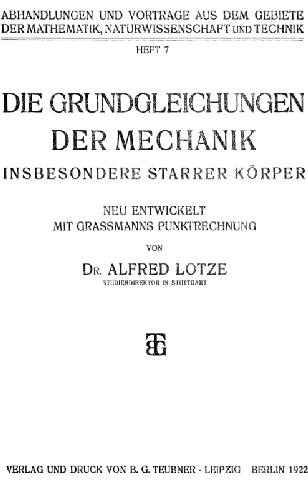 ABHANDLUNGEN UND VORTRÄGE AUS DEM GEBIETE
DER MATHEMATIK, NATURWISSENSCHAFT UND TECHNIK
HEFT 7
DIE GRUNDGLEICHUNGEN
DER MECHANIK
INSBESONDERE STARRER KÖRPER
NEU ENTWICKELT
MIT GRASSMANNS PUNKTRECHNUNG
VON
DR. ALFRED LOTZE
STUDIENDIREKTOR IN STUTTGART
VERLAG UND DRUCK VON B. G. TEUBNER - LEIPZIG - BERLIN 1922